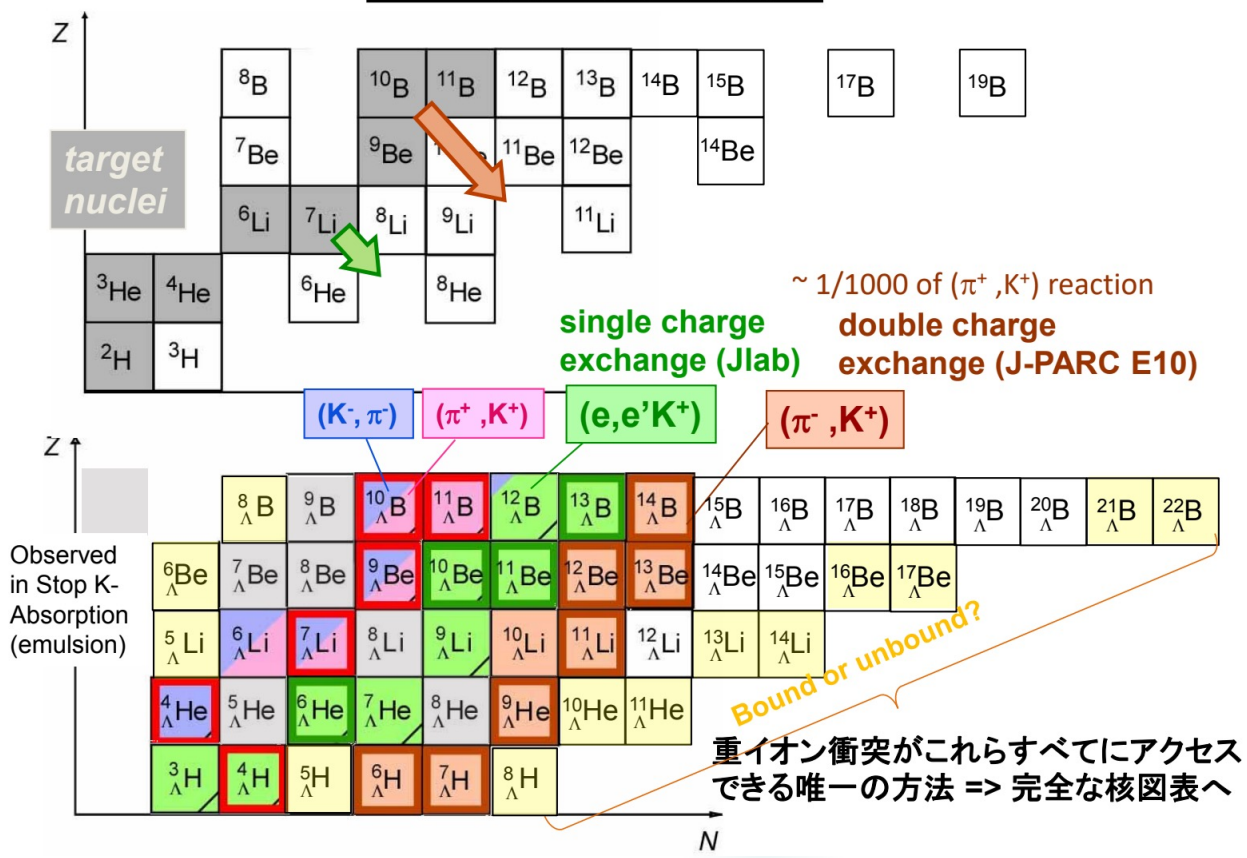 Z
⁸B ¹⁰B ¹¹B ¹²B ¹³B ¹⁴B ¹⁵B ¹⁷B ¹⁹B
target
nuclei
⁷Be ⁹Be ¹¹Be ¹²Be ¹⁴Be
⁶Li ⁷Li ⁸Li ⁹Li ¹¹Li
³He ⁴He ⁶He ⁸He
²H ³H
~ 1/1000 of (π⁺ ,K⁺) reaction
single charge
exchange (Jlab)
double charge
exchange (J-PARC E10)
(K⁻, π⁻) (π⁺ ,K⁺) (e,e’K⁺) (π⁻ ,K⁺)
Z
⁸ΛB ⁹ΛB ¹⁰ΛB ¹¹ΛB ¹²ΛB ¹³ΛB ¹⁴ΛB ¹⁵ΛB ¹⁶ΛB ¹⁷ΛB ¹⁸ΛB ¹⁹ΛB ²⁰ΛB ²¹ΛB ²²ΛB
Observed
in Stop K-
Absorption
(emulsion)
⁶ΛBe ⁷ΛBe ⁸ΛBe ⁹ΛBe ¹⁰ΛBe ¹¹ΛBe ¹²ΛBe ¹³ΛBe ¹⁴ΛBe ¹⁵ΛBe ¹⁶ΛBe ¹⁷ΛBe
⁵ΛLi ⁶ΛLi ⁷ΛLi ⁸ΛLi ⁹ΛLi ¹⁰ΛLi ¹¹ΛLi ¹²ΛLi ¹³ΛLi ¹⁴ΛLi
Bound or unbound?
⁴ΛHe ⁵ΛHe ⁶ΛHe ⁷ΛHe ⁸ΛHe ⁹ΛHe ¹⁰ΛHe ¹¹ΛHe
³ΛH ⁴ΛH ⁵ΛH ⁶ΛH ⁷ΛH ⁸ΛH
重イオン衝突がこれらすべてにアクセス
できる唯一の方法 => 完全な核図表へ
N